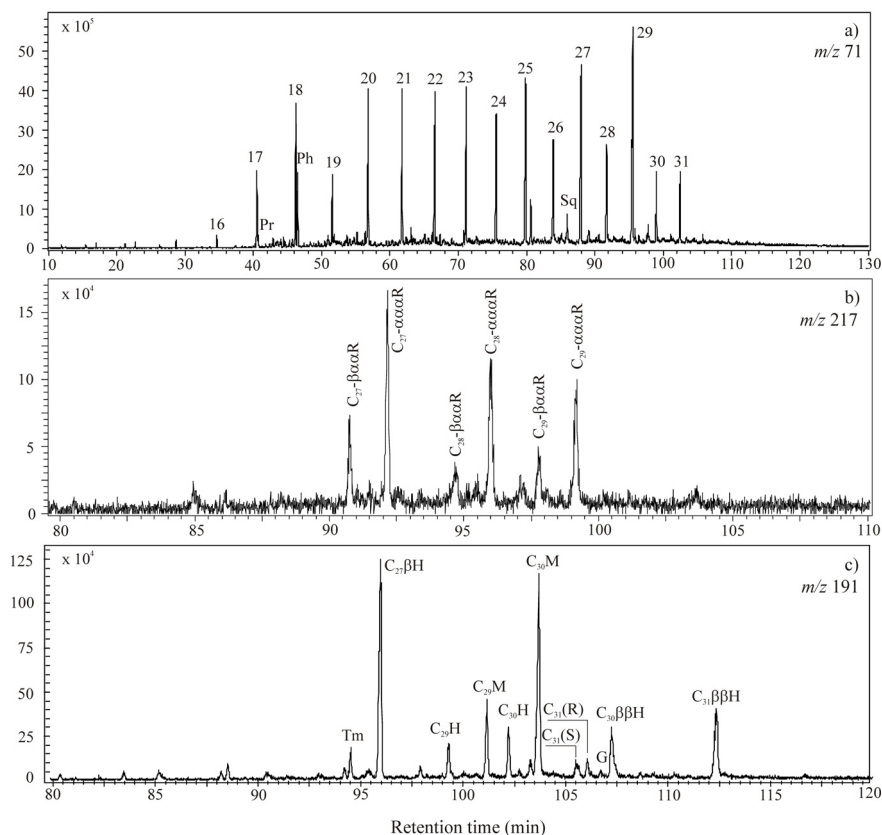 x 10⁵
a)
m/z 71
50
40
30
20
10
0
16
17
Pr
18
Ph
19
20
21
22
23
24
25
26
Sq
27
28
29
30
31
10 20 30 40 50 60 70 80 90 100 110 120 130
x 10⁴
b)
m/z 217
15
10
5
0
C₂₇-βααR
C₂₇-αααR
C₂₈-βααR
C₂₈-αααR
C₂₉-βααR
C₂₉-αααR
80 85 90 95 100 105 110
x 10⁴
c)
m/z 191
125
100
75
50
25
0
Tm
C₂₇βH
C₂₉H
C₂₉M
C₃₀H
C₃₀M
C₃₁(R)
C₃₁(S)
G
C₃₀ββH
C₃₁ββH
80 85 90 95 100 105 110 115 120
Retention time (min)